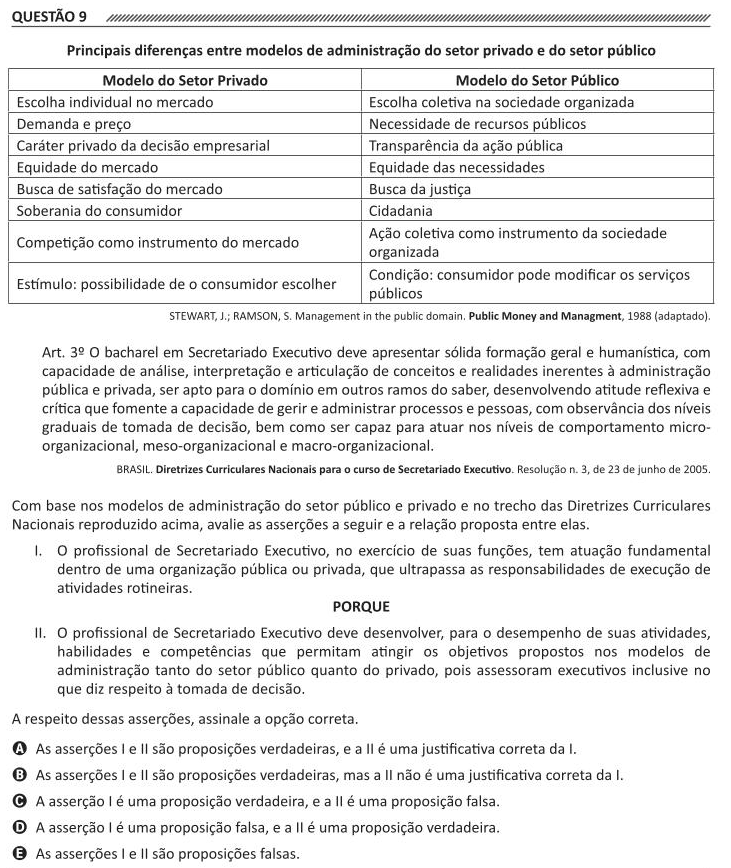 QUESTÃO 9
Principais diferenças entre modelos de administração do setor privado e do setor público
Modelo do Setor Privado Modelo do Setor Público
Escolha individual no mercado Escolha coletiva na sociedade organizada
Demanda e preço Necessidade de recursos públicos
Caráter privado da decisão empresarial Transparência da ação pública
Equidade do mercado Equidade das necessidades
Busca de satisfação do mercado Busca da justiça
Soberania do consumidor Cidadania
Competição como instrumento do mercado Ação coletiva como instrumento da sociedade
organizada
Estímulo: possibilidade de o consumidor escolher Condição: consumidor pode modificar os serviços
públicos
STEWART, J.; RAMSON, S. Management in the public domain. Public Money and Managment, 1988 (adaptado).
Art. 3º O bacharel em Secretariado Executivo deve apresentar sólida formação geral e humanística, com
capacidade de análise, interpretação e articulação de conceitos e realidades inerentes à administração
pública e privada, ser apto para o domínio em outros ramos do saber, desenvolvendo atitude reflexiva e
crítica que fomente a capacidade de gerir e administrar processos e pessoas, com observância dos níveis
graduais de tomada de decisão, bem como ser capaz para atuar nos níveis de comportamento micro-
organizacional, meso-organizacional e macro-organizacional.
BRASIL. Diretrizes Curriculares Nacionais para o curso de Secretariado Executivo. Resolução n. 3, de 23 de junho de 2005.
Com base nos modelos de administração do setor público e privado e no trecho das Diretrizes Curriculares
Nacionais reproduzido acima, avalie as asserções a seguir e a relação proposta entre elas.
I. O profissional de Secretariado Executivo, no exercício de suas funções, tem atuação fundamental
dentro de uma organização pública ou privada, que ultrapassa as responsabilidades de execução de
atividades rotineiras.
PORQUE
II. O profissional de Secretariado Executivo deve desenvolver, para o desempenho de suas atividades,
habilidades e competências que permitam atingir os objetivos propostos nos modelos de
administração tanto do setor público quanto do privado, pois assessoram executivos inclusive no
que diz respeito à tomada de decisão.
A respeito dessas asserções, assinale a opção correta.
A As asserções I e II são proposições verdadeiras, e a II é uma justificativa correta da I.
B As asserções I e II são proposições verdadeiras, mas a II não é uma justificativa correta da I.
C A asserção I é uma proposição verdadeira, e a II é uma proposição falsa.
D A asserção I é uma proposição falsa, e a II é uma proposição verdadeira.
E As asserções I e II são proposições falsas.